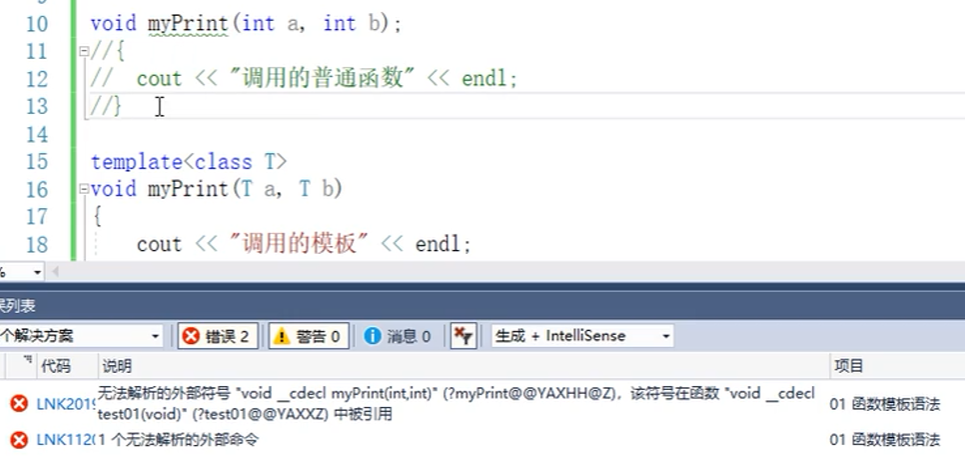 10 void myPrint(int a, int b);
11 //{
12 // cout << "调用的普通函数" << endl;
13 //}
14
15 template<class T>
16 void myPrint(T a, T b)
17 {
18 cout << "调用的模板" << endl;
%
误列表
个解决方案 错误 2 警告 0 消息 0 生成 + IntelliSense
代码 说明 项目
LNK2019 无法解析的外部符号 "void __cdecl myPrint(int,int)" (?myPrint@@YAXHH@Z)，该符号在函数 "void __cdecl
test01(void)" (?test01@@YAXXZ) 中被引用 01 函数模板语法
LNK112( 1 个无法解析的外部命令 01 函数模板语法